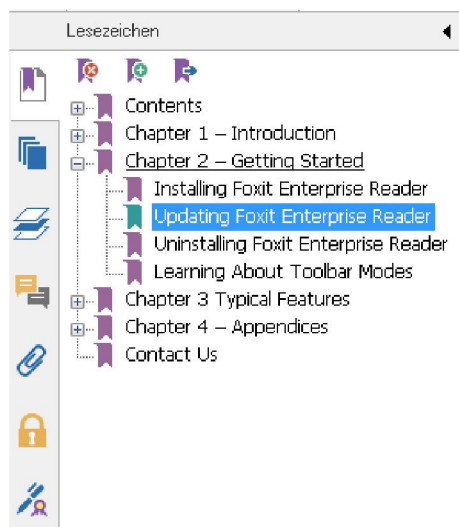 Lesezeichen
Contents
Chapter 1 – Introduction
Chapter 2 – Getting Started
Installing Foxit Enterprise Reader
Updating Foxit Enterprise Reader
Uninstalling Foxit Enterprise Reader
Learning About Toolbar Modes
Chapter 3 Typical Features
Chapter 4 – Appendices
Contact Us